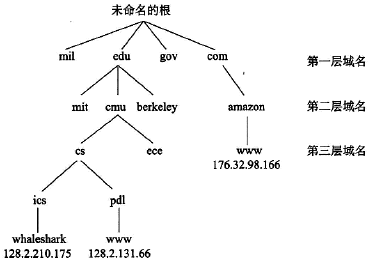 未命名的根
mil edu gov com 第一层域名
mit cmu berkeley amazon 第二层域名
cs ece www 第三层域名
176.32.98.166
ics pdl
whaleshark www
128.2.210.175 128.2.131.66